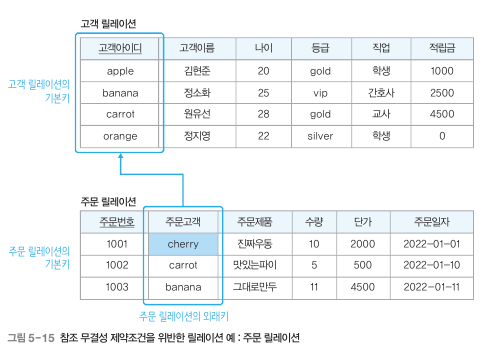 고객 릴레이션
고객아이디 고객이름 나이 등급 직업 적립금
apple 김현준 20 gold 학생 1000
banana 정소화 25 vip 간호사 2500
carrot 원유선 28 gold 교사 4500
orange 정지영 22 silver 학생 0
고객 릴레이션의
기본키
주문 릴레이션
주문번호 주문고객 주문제품 수량 단가 주문일자
1001 cherry 진짜우동 10 2000 2022-01-01
1002 carrot 맛있는파이 5 500 2022-01-10
1003 banana 그대로만두 11 4500 2022-01-11
주문 릴레이션의
기본키
주문 릴레이션의 외래키
그림 5-15 참조 무결성 제약조건을 위반한 릴레이션 예 : 주문 릴레이션